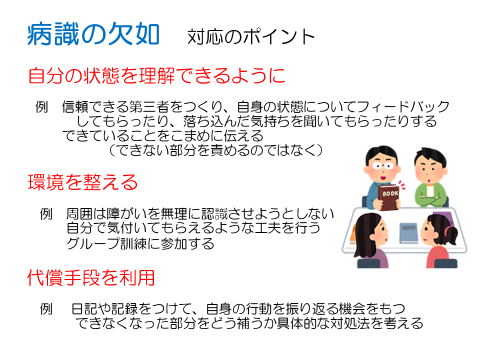 病識の欠如　対応のポイント
自分の状態を理解できるように
例　信頼できる第三者をつくり、自身の状態についてフィードバック
してもらったり、落ち込んだ気持ちを聞いてもらったりする
できていることをこまめに伝える
（できない部分を責めるのではなく）
環境を整える
例　周囲は障がいを無理に認識させようとしない
自分で気付いてもらえるような工夫を行う
グループ訓練に参加する
BOOK
代償手段を利用
例　日記や記録をつけて、自身の行動を振り返る機会をもつ
できなくなった部分をどう補うか具体的な対処法を考える